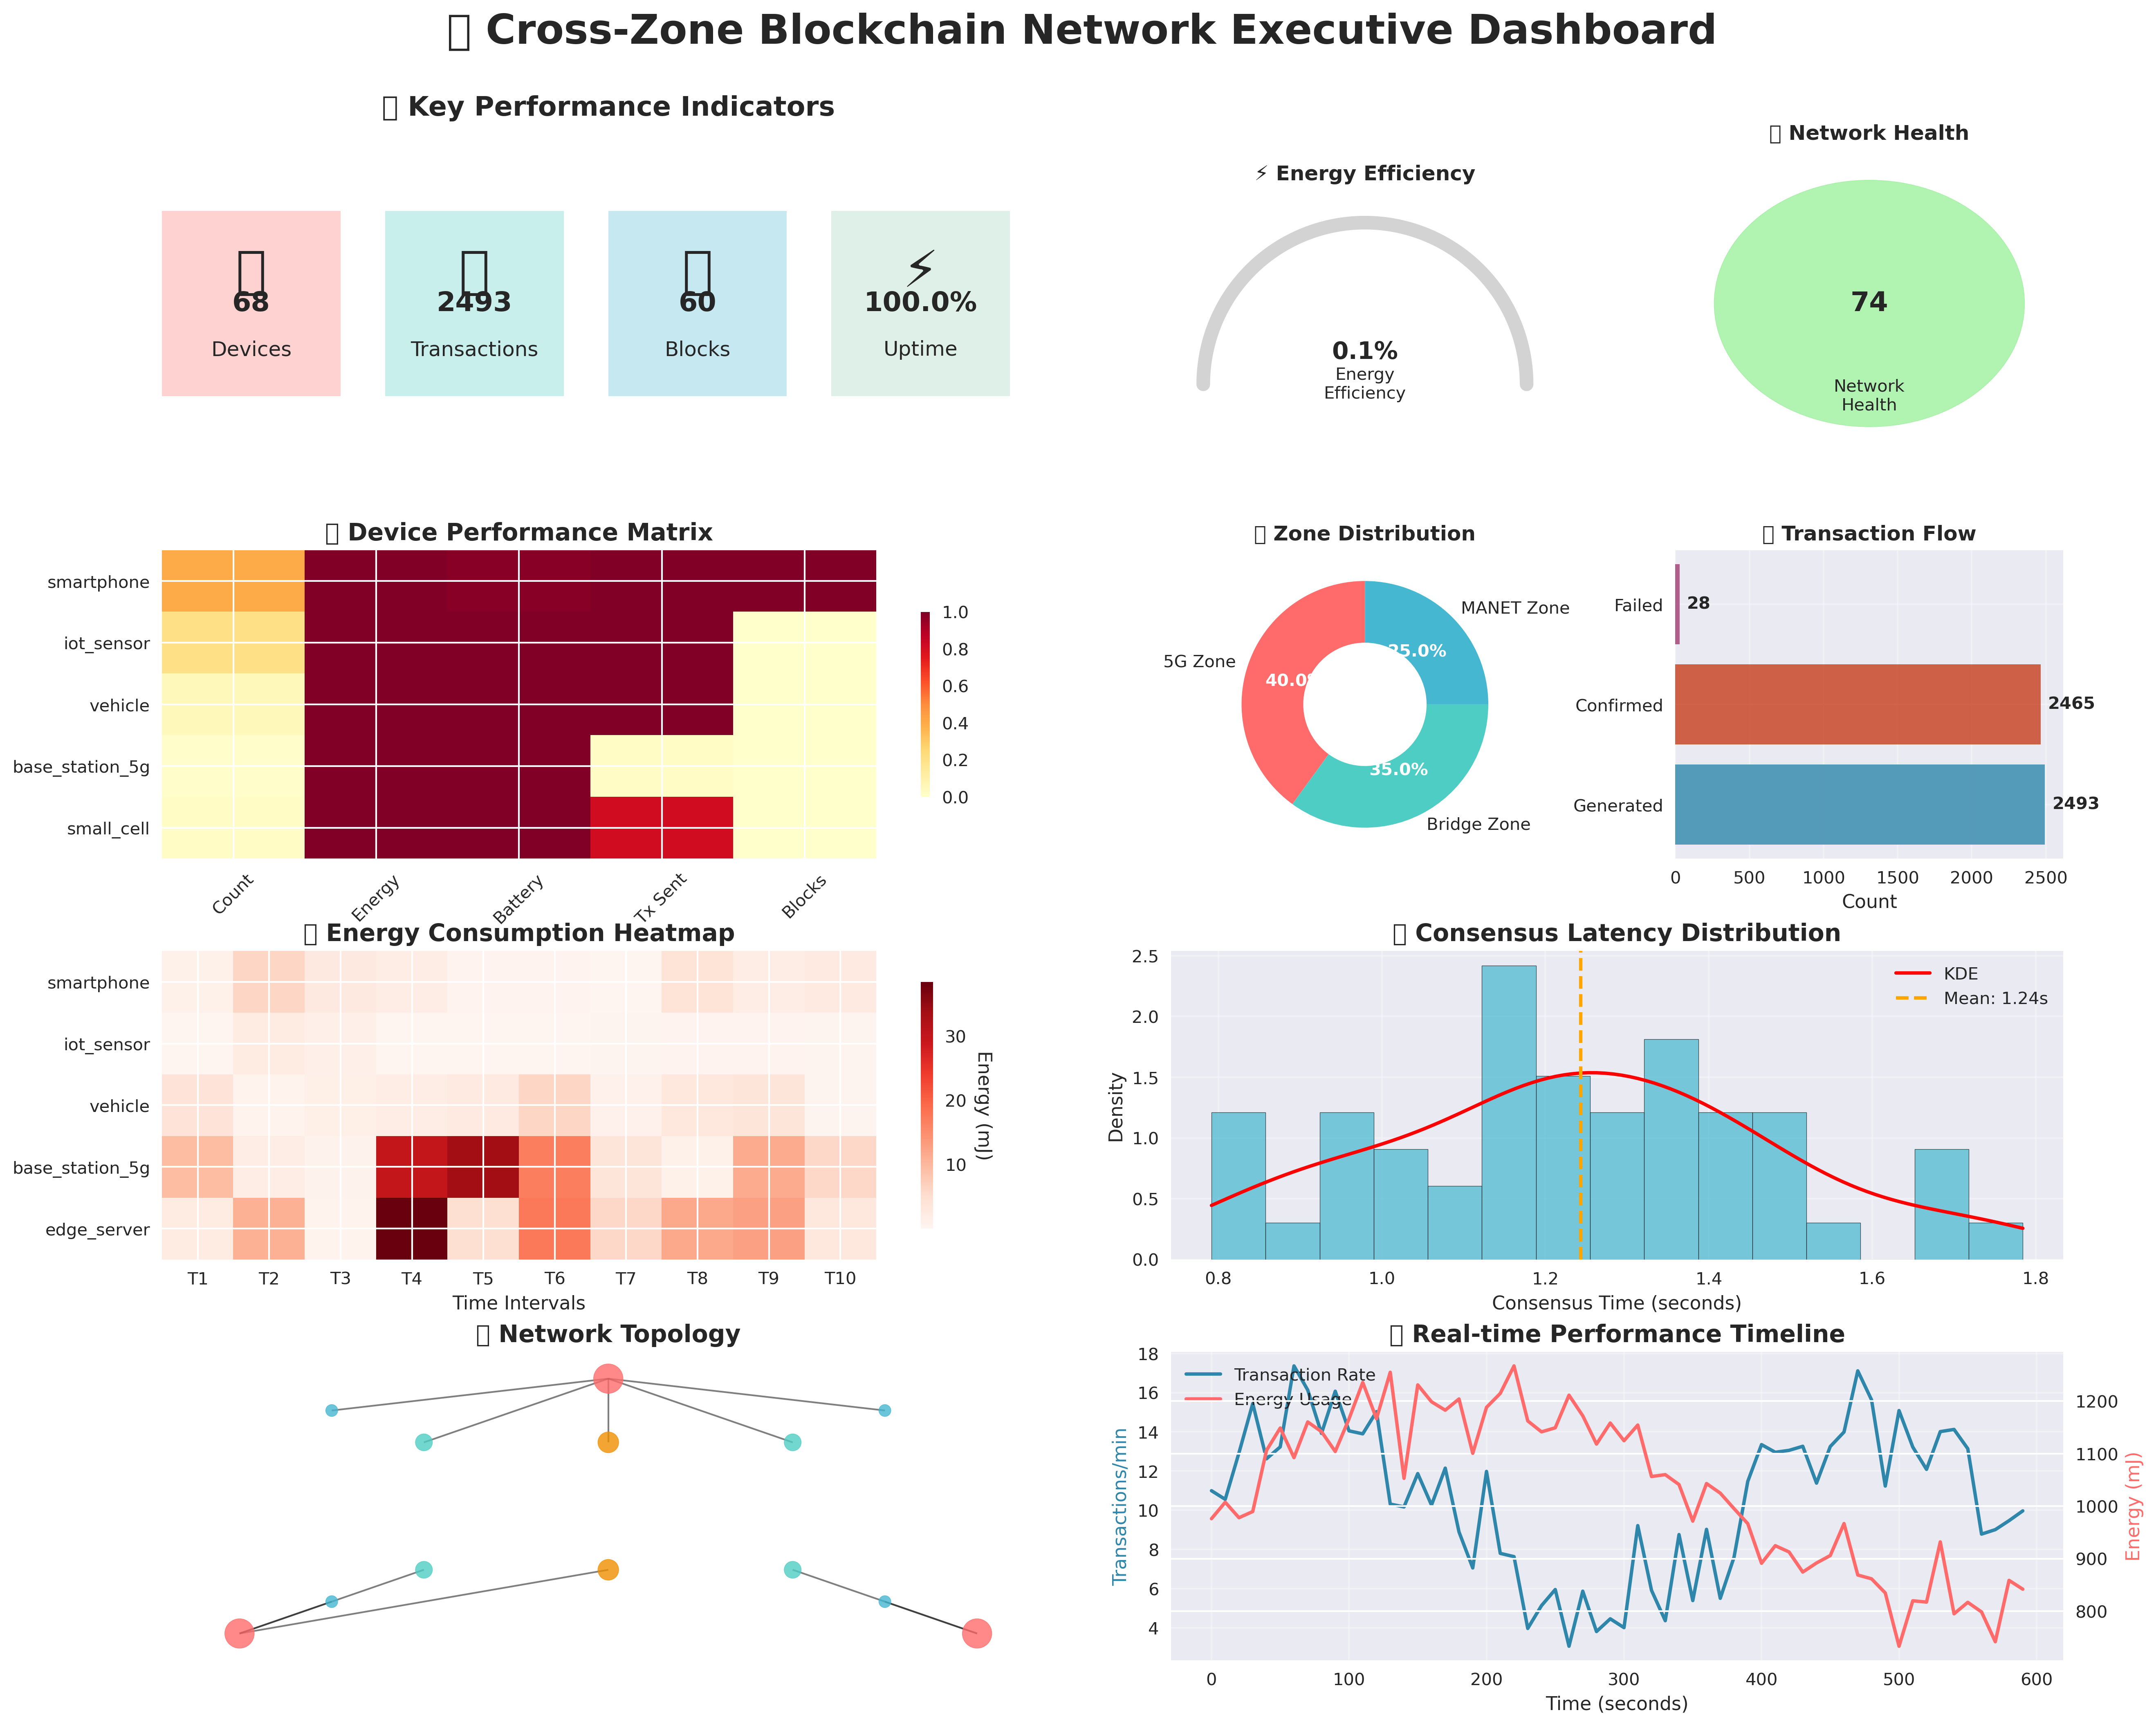 Cross-Zone Blockchain Network Executive Dashboard
Key Performance Indicators
68
Devices
2493
Transactions
60
Blocks
⚡
100.0%
Uptime
⚡ Energy Efficiency
0.1%
Energy
Efficiency
Network Health
74
Network
Health
Device Performance Matrix
smartphone
iot_sensor
vehicle
base_station_5g
small_cell
Count
Energy
Battery
Tx Sent
Blocks
1.0
0.8
0.6
0.4
0.2
0.0
Zone Distribution
MANET Zone
25.0%
5G Zone
40.0%
35.0%
Bridge Zone
Transaction Flow
Failed
28
Confirmed
2465
Generated
2493
0 500 1000 1500 2000 2500
Count
Energy Consumption Heatmap
smartphone
iot_sensor
vehicle
base_station_5g
edge_server
T1 T2 T3 T4 T5 T6 T7 T8 T9 T10
Time Intervals
30
20
10
Energy (mJ)
Consensus Latency Distribution
KDE
Mean: 1.24s
2.5
2.0
1.5
1.0
0.5
0.0
Density
0.8 1.0 1.2 1.4 1.6 1.8
Consensus Time (seconds)
Network Topology
Real-time Performance Timeline
Transaction Rate
Energy Usage
18
16
14
12
10
8
6
4
Transactions/min
1200
1100
1000
900
800
Energy (mJ)
0 100 200 300 400 500 600
Time (seconds)